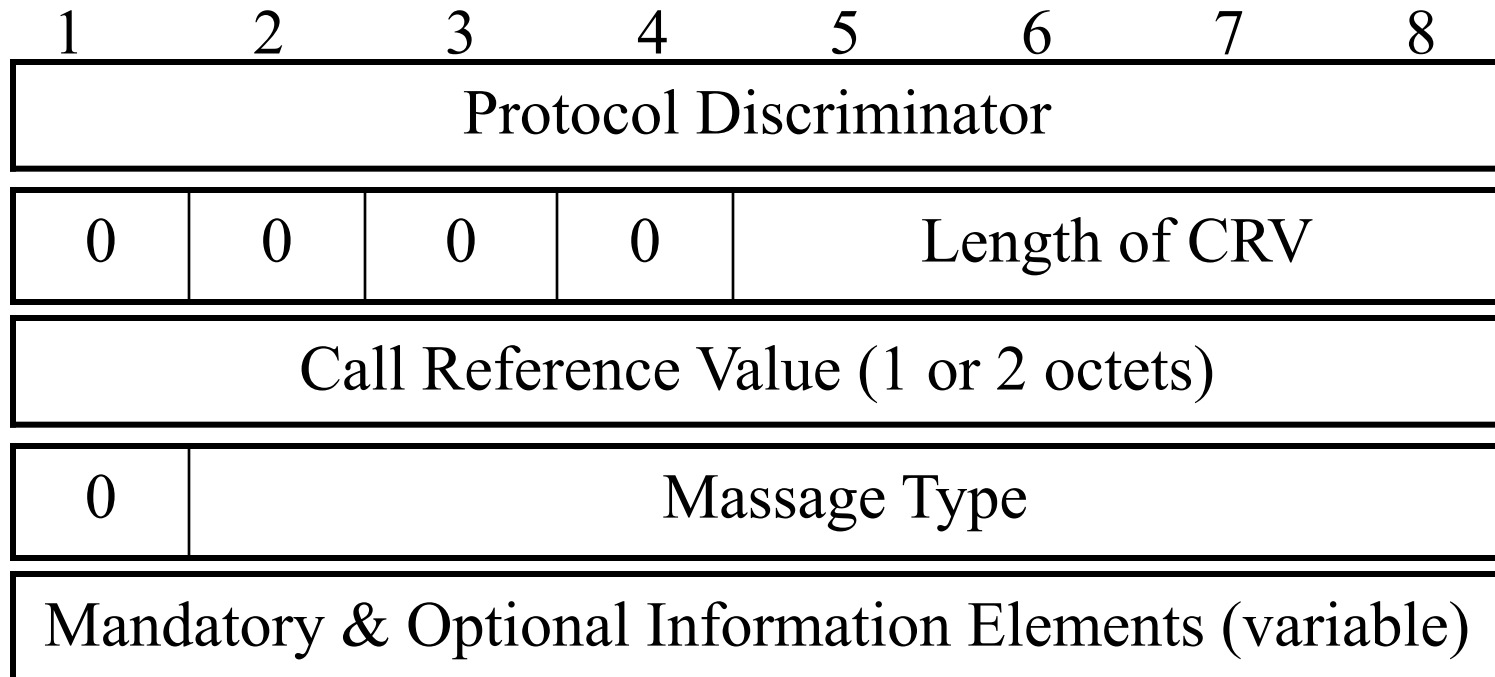 1 2 3 4 5 6 7 8
Protocol Discriminator
0 0 0 0 Length of CRV
Call Reference Value (1 or 2 octets)
0 Massage Type
Mandatory & Optional Information Elements (variable)